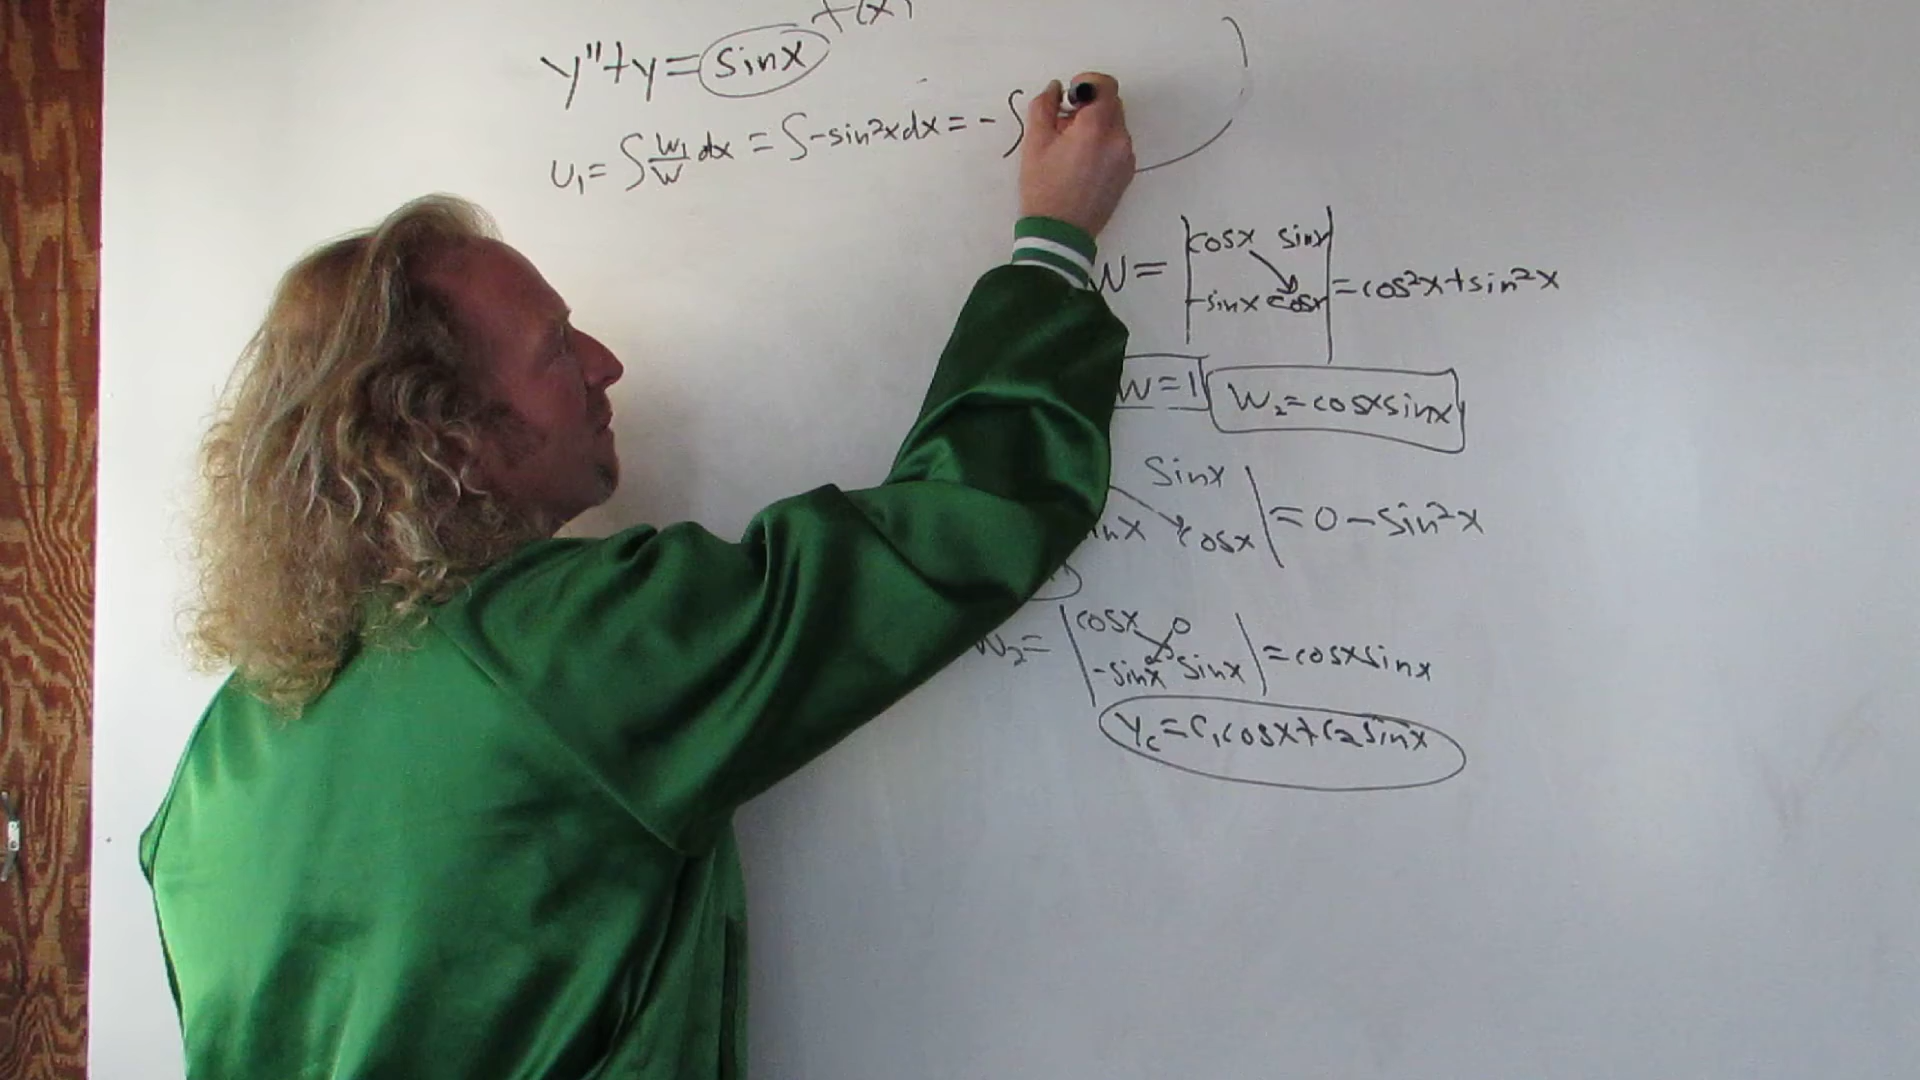 f(x)
y''+y=sinx
u₁=∫W₁/W dx=∫-sin²xdx=-∫
W=|cosx sinx
-sinx cosx|=cos²x+sin²x
W=1 W₂=cosxsinx
sinx
cosx|=0-sin²x
W₂=|cosx 0
-sinx sinx|=cosxsinx
Yc=C₁cosx+C₂sinx